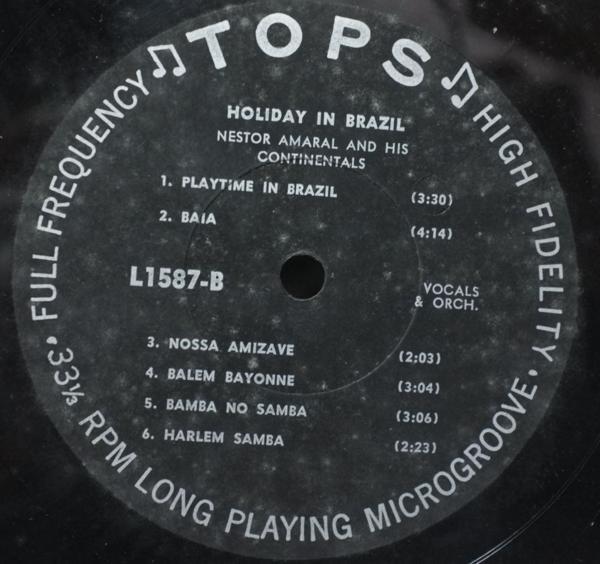 ♫ TOPS ♫
FULL FREQUENCY
HIGH FIDELITY
HOLIDAY IN BRAZIL
NESTOR AMARAL AND HIS
CONTINENTALS
1. PLAYTIME IN BRAZIL (3:30)
2. BAIA (4:14)
L1587-B
VOCALS
& ORCH.
3. NOSSA AMIZAVE (2:03)
4. BALEM BAYONNE (3:04)
5. BAMBA NO SAMBA (3:06)
6. HARLEM SAMBA (2:23)
• 33⅓ RPM LONG PLAYING MICROGROOVE •